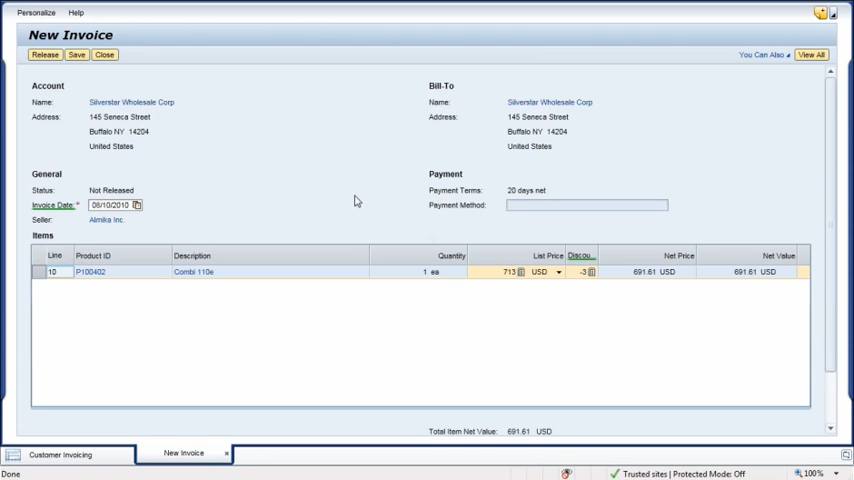 Personalize Help
New Invoice
Release Save Close You Can Also View All
Account Bill-To
Name: Silverstar Wholesale Corp Name: Silverstar Wholesale Corp
Address: 145 Seneca Street Address: 145 Seneca Street
Buffalo NY 14204 Buffalo NY 14204
United States United States
General Payment
Status: Not Released Payment Terms: 20 days net
Invoice Date: * 08/10/2010 Payment Method:
Seller: Almika Inc.
Items
Line Product ID Description Quantity List Price Discou... Net Price Net Value
10 P100402 Combi 110e 1 ea 713 USD -3 691.61 USD 691.61 USD
Total Item Net Value: 691.61 USD
Customer Invoicing New Invoice
Done Trusted sites | Protected Mode: Off 100%